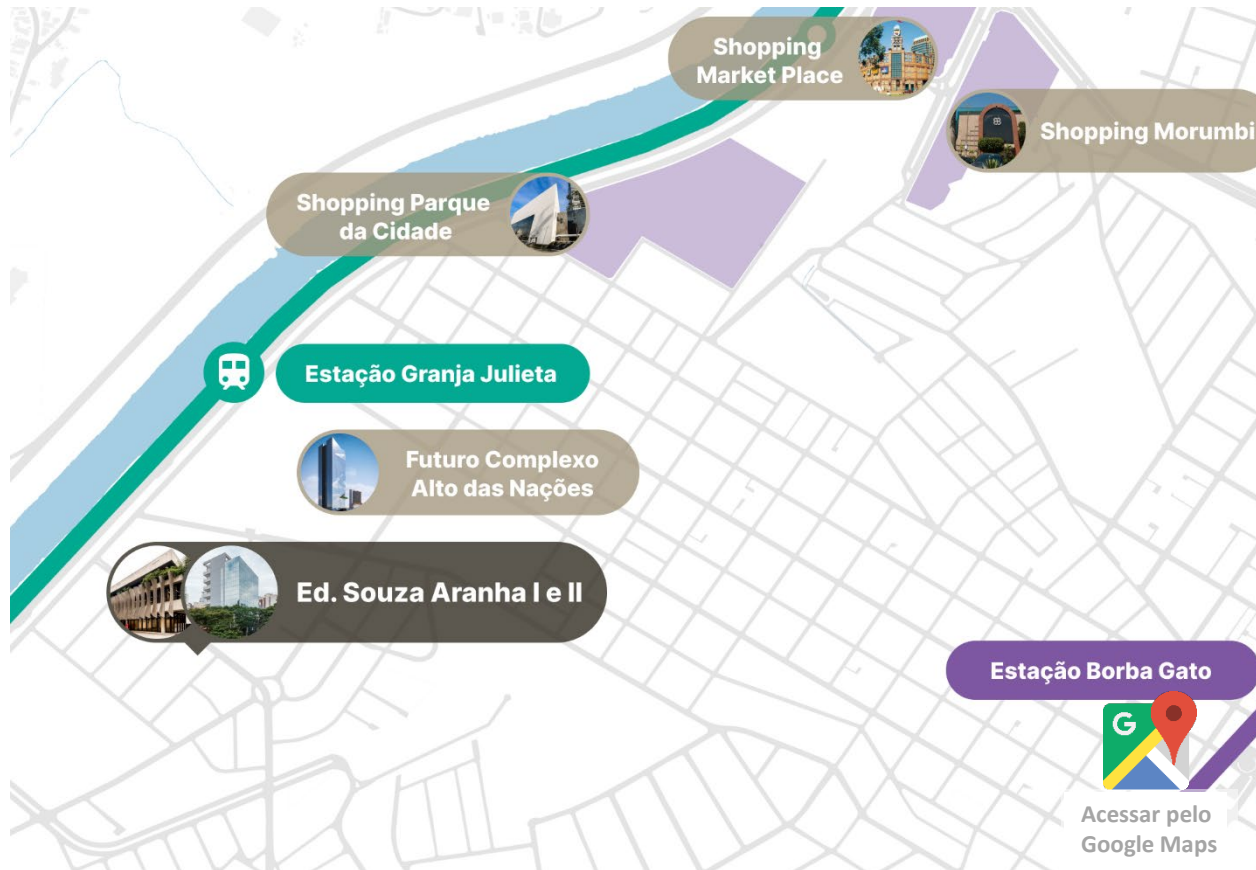 Shopping
Market Place
Shopping Morumbi
Shopping Parque
da Cidade
Estação Granja Julieta
Futuro Complexo
Alto das Nações
Ed. Souza Aranha I e II
Estação Borba Gato
G
Acessar pelo
Google Maps